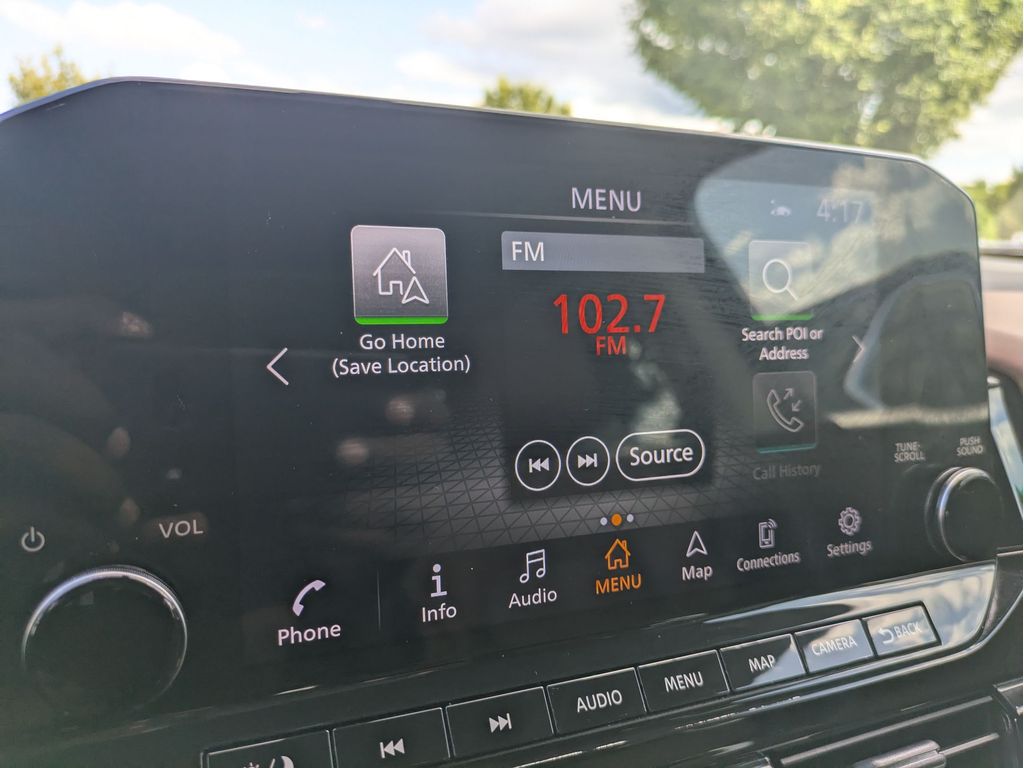 MENU
4:17
FM
102.7
FM
Go Home
(Save Location)
Search POI or
Address
Call History
Source
TUNE·
SCROLL
PUSH
SOUND
VOL
Phone
Info
Audio
MENU
Map
Connections
Settings
AUDIO
MENU
MAP
CAMERA
BACK